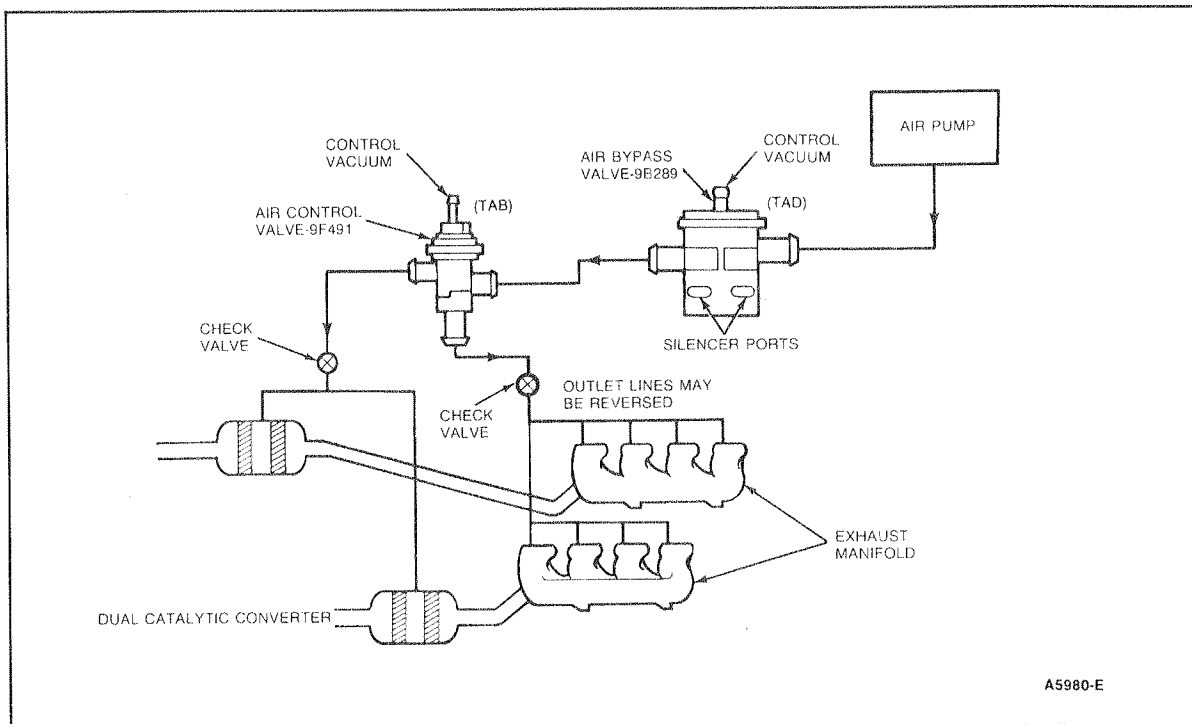 AIR PUMP
CONTROL
VACUUM
AIR BYPASS
VALVE-9B289
CONTROL
VACUUM
(TAB)
(TAD)
AIR CONTROL
VALVE-9F491
SILENCER PORTS
CHECK
VALVE
CHECK
VALVE
OUTLET LINES MAY
BE REVERSED
EXHAUST
MANIFOLD
DUAL CATALYTIC CONVERTER
A5980-E